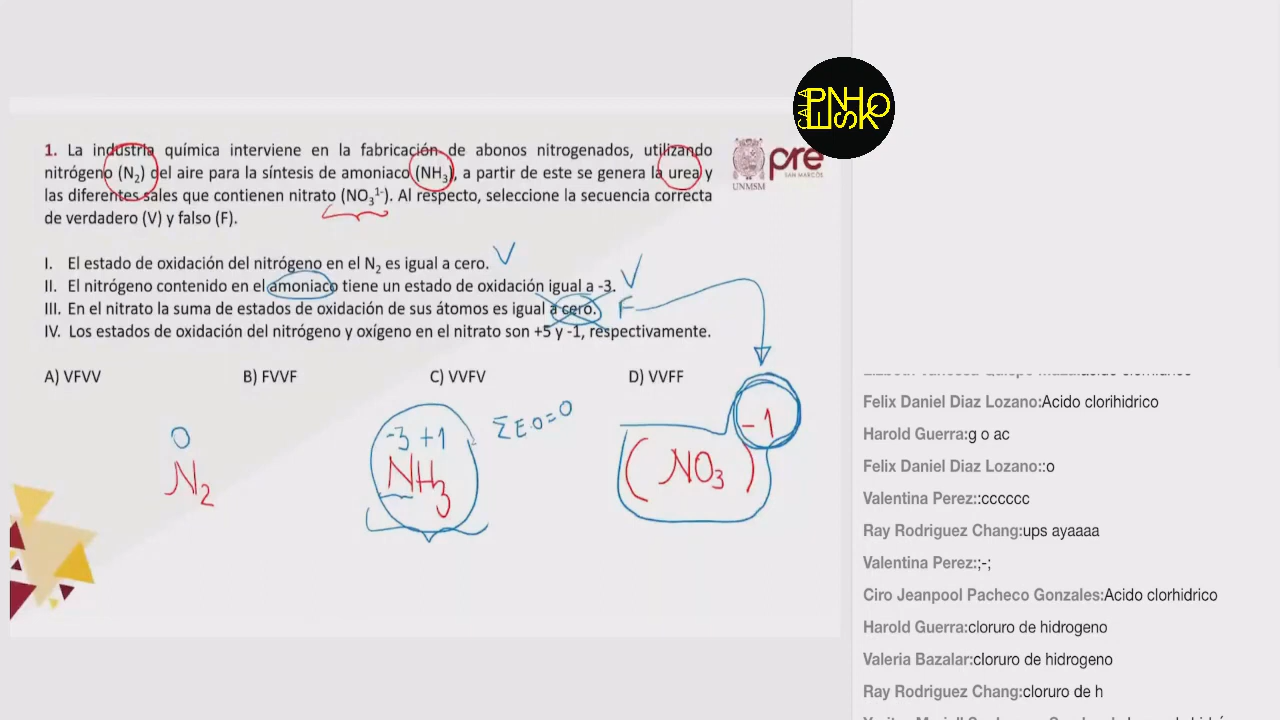 1. La industria química interviene en la fabricación de abonos nitrogenados, utilizando
nitrógeno (N2) del aire para la síntesis de amoniaco (NH3), a partir de este se genera la urea y
las diferentes sales que contienen nitrato (NO3 1-). Al respecto, seleccione la secuencia correcta
de verdadero (V) y falso (F).
UNMSM
pre
SAN MARCOS
CALA
PENSHKO
I. El estado de oxidación del nitrógeno en el N2 es igual a cero. V
II. El nitrógeno contenido en el amoniaco tiene un estado de oxidación igual a -3. V
III. En el nitrato la suma de estados de oxidación de sus átomos es igual a cero. F
IV. Los estados de oxidación del nitrógeno y oxígeno en el nitrato son +5 y -1, respectivamente.
A) VFVV B) FVVF C) VVFV D) VVFF
0
N2
-3 +1
NH3
Σ E.O = 0
-1
(NO3)
Felix Daniel Diaz Lozano:Acido clorihidrico
Harold Guerra:g o ac
Felix Daniel Diaz Lozano::o
Valentina Perez::cccccc
Ray Rodriguez Chang:ups ayaaaa
Valentina Perez:;-;
Ciro Jeanpool Pacheco Gonzales:Acido clorhidrico
Harold Guerra:cloruro de hidrogeno
Valeria Bazalar:cloruro de hidrogeno
Ray Rodriguez Chang:cloruro de h